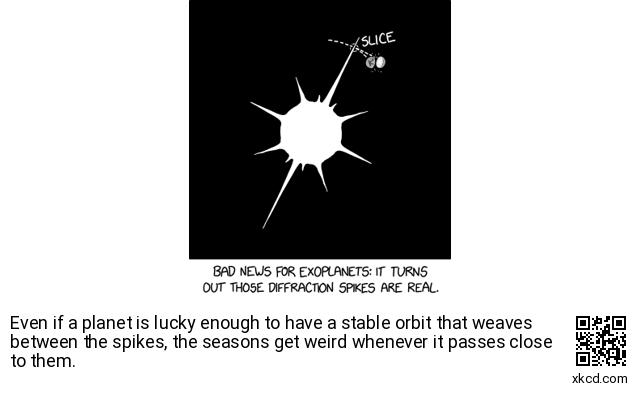 SLICE
BAD NEWS FOR EXOPLANETS: IT TURNS
OUT THOSE DIFFRACTION SPIKES ARE REAL.
Even if a planet is lucky enough to have a stable orbit that weaves
between the spikes, the seasons get weird whenever it passes close
to them.
xkcd.com